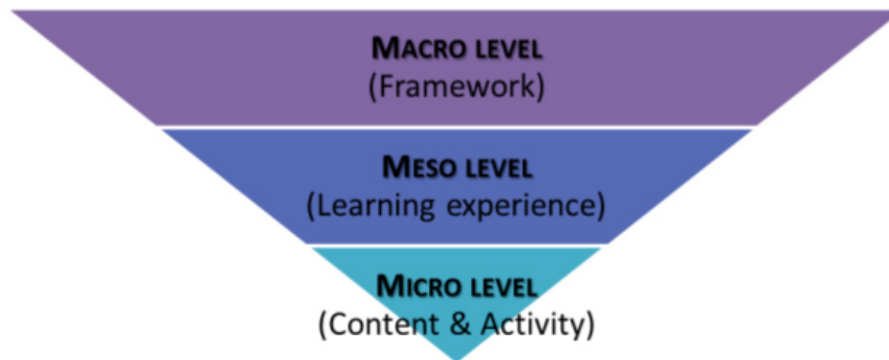 MACRO LEVEL
(Framework)
MESO LEVEL
(Learning experience)
MICRO LEVEL
(Content & Activity)